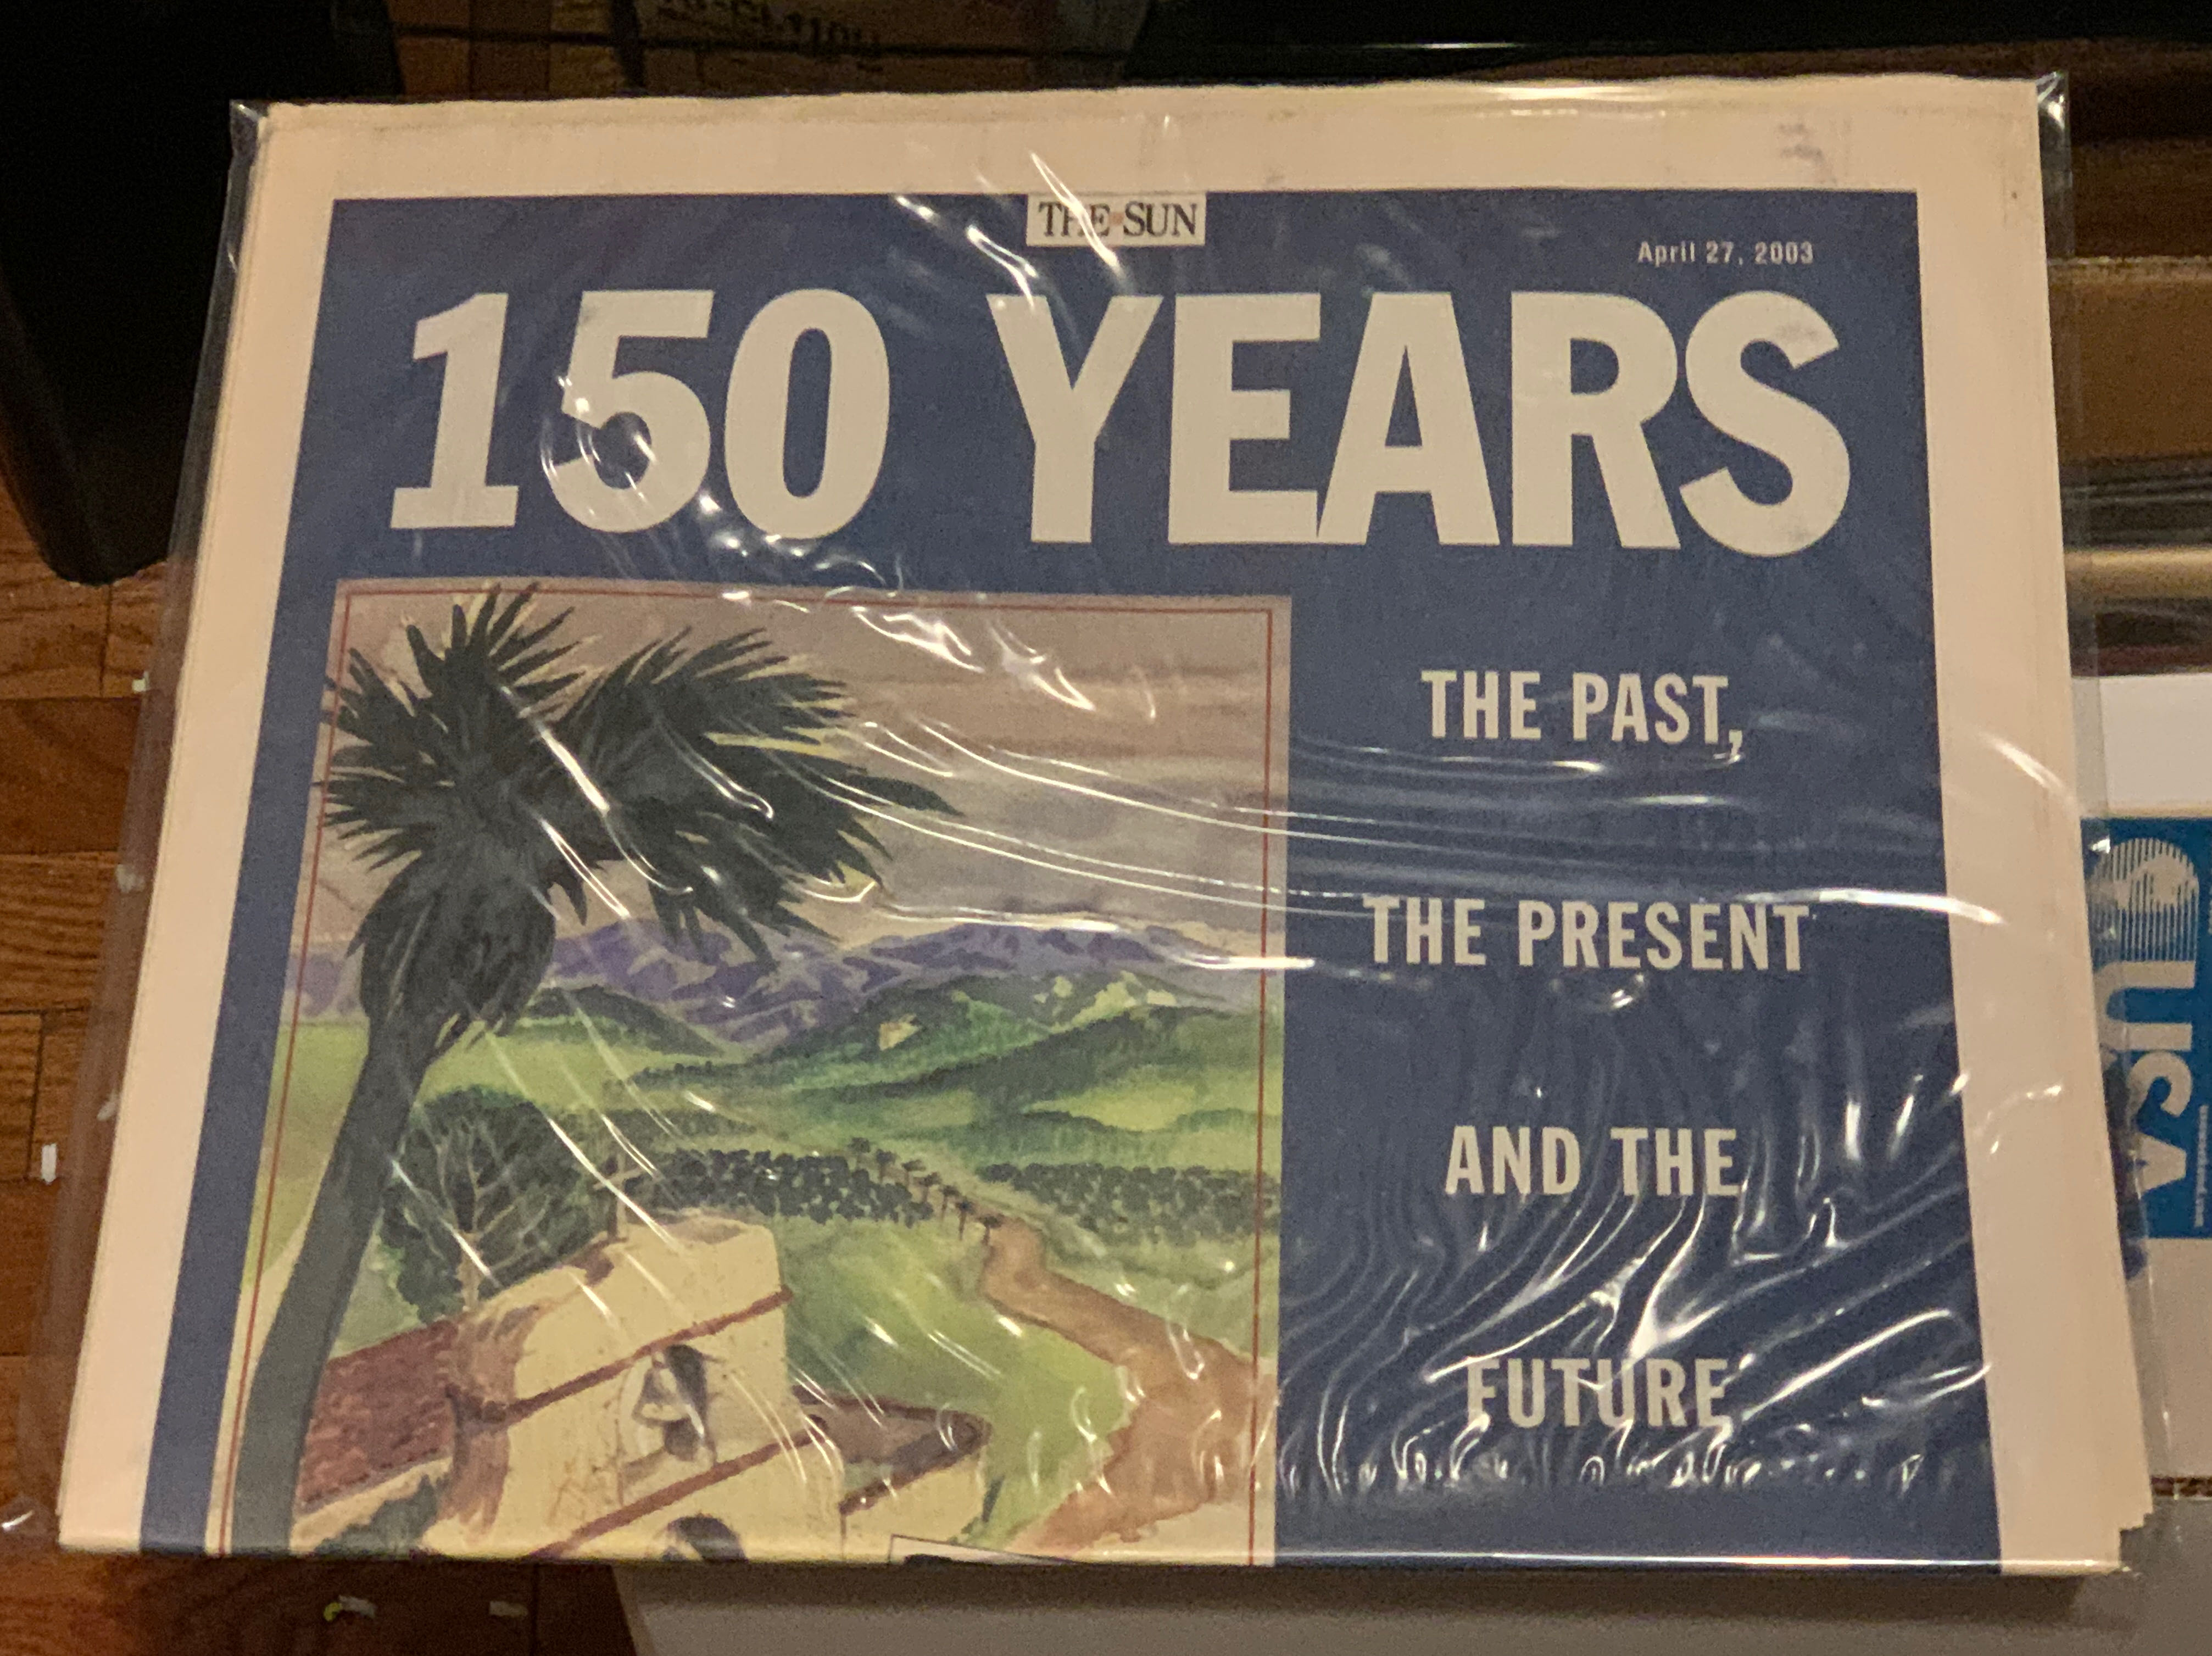 THE SUN
April 27, 2003
150 YEARS
THE PAST,
THE PRESENT
AND THE
FUTURE
USA